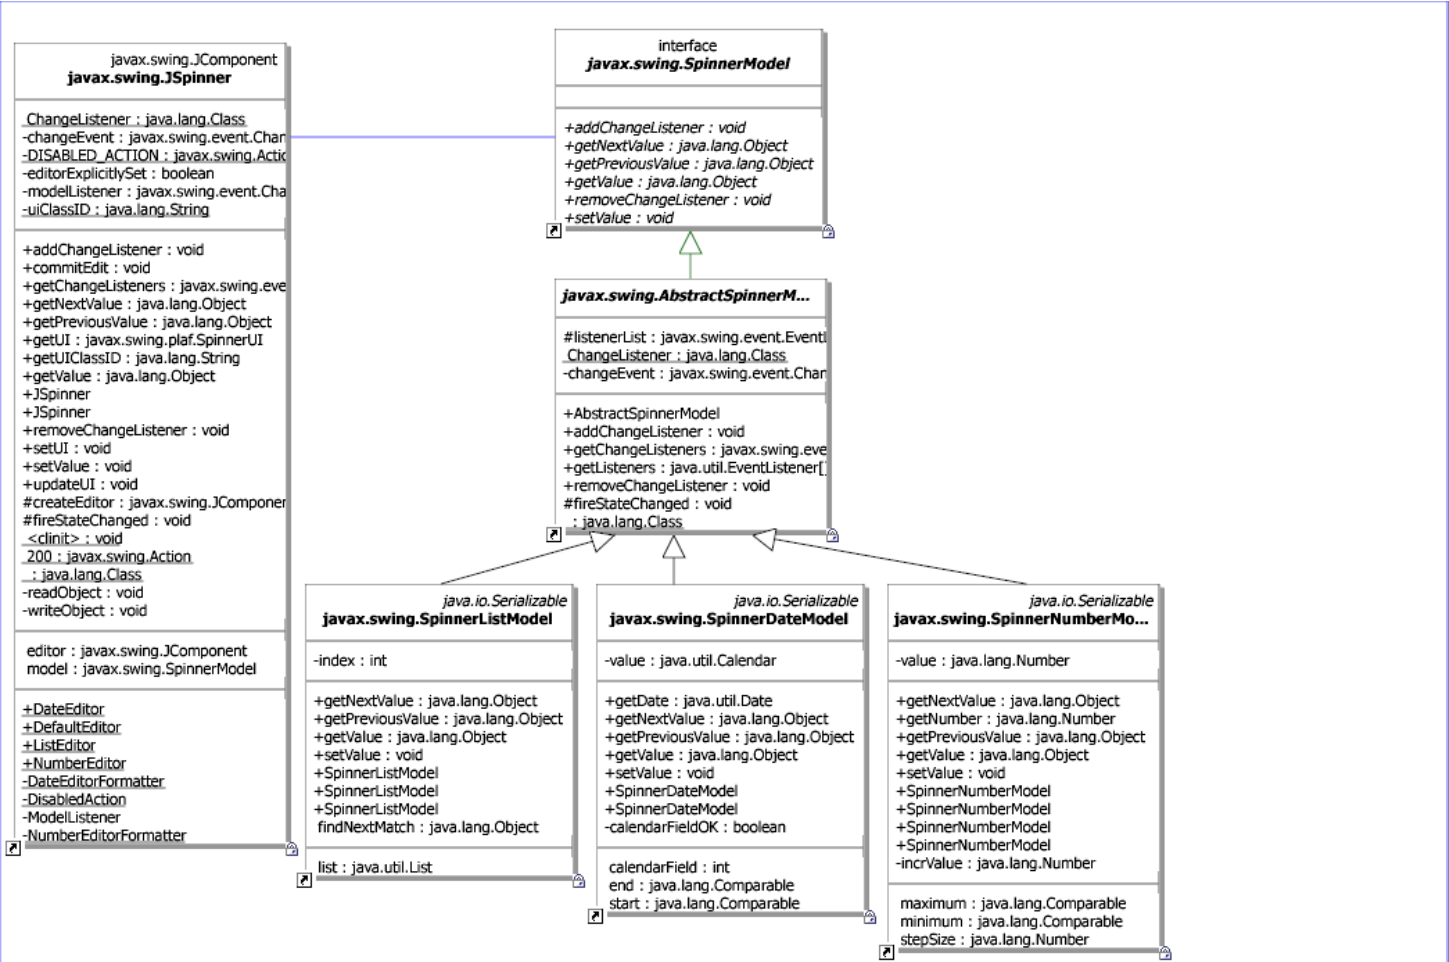 javax.swing.JComponent
javax.swing.JSpinner
ChangeListener : java.lang.Class
-changeEvent : javax.swing.event.Chan
-DISABLED_ACTION : javax.swing.Actic
-editorExplicitlySet : boolean
-modelListener : javax.swing.event.Cha
-uiClassID : java.lang.String
+addChangeListener : void
+commitEdit : void
+getChangeListeners : javax.swing.eve
+getNextValue : java.lang.Object
+getPreviousValue : java.lang.Object
+getUI : javax.swing.plaf.SpinnerUI
+getUIClassID : java.lang.String
+getValue : java.lang.Object
+JSpinner
+JSpinner
+removeChangeListener : void
+setUI : void
+setValue : void
+updateUI : void
#createEditor : javax.swing.JComponer
#fireStateChanged : void
<clinit> : void
200 : javax.swing.Action
: java.lang.Class
-readObject : void
-writeObject : void
editor : javax.swing.JComponent
model : javax.swing.SpinnerModel
+DateEditor
+DefaultEditor
+ListEditor
+NumberEditor
-DateEditorFormatter
-DisabledAction
-ModelListener
-NumberEditorFormatter
interface
javax.swing.SpinnerModel
+addChangeListener : void
+getNextValue : java.lang.Object
+getPreviousValue : java.lang.Object
+getValue : java.lang.Object
+removeChangeListener : void
+setValue : void
javax.swing.AbstractSpinnerM...
#listenerList : javax.swing.event.Eventl
ChangeListener : java.lang.Class
-changeEvent : javax.swing.event.Chan
+AbstractSpinnerModel
+addChangeListener : void
+getChangeListeners : javax.swing.eve
+getListeners : java.util.EventListener[]
+removeChangeListener : void
#fireStateChanged : void
: java.lang.Class
java.io.Serializable
javax.swing.SpinnerListModel
-index : int
+getNextValue : java.lang.Object
+getPreviousValue : java.lang.Object
+getValue : java.lang.Object
+setValue : void
+SpinnerListModel
+SpinnerListModel
+SpinnerListModel
findNextMatch : java.lang.Object
list : java.util.List
java.io.Serializable
javax.swing.SpinnerDateModel
-value : java.util.Calendar
+getDate : java.util.Date
+getNextValue : java.lang.Object
+getPreviousValue : java.lang.Object
+getValue : java.lang.Object
+setValue : void
+SpinnerDateModel
+SpinnerDateModel
-calendarFieldOK : boolean
calendarField : int
end : java.lang.Comparable
start : java.lang.Comparable
java.io.Serializable
javax.swing.SpinnerNumberMo...
-value : java.lang.Number
+getNextValue : java.lang.Object
+getNumber : java.lang.Number
+getPreviousValue : java.lang.Object
+getValue : java.lang.Object
+setValue : void
+SpinnerNumberModel
+SpinnerNumberModel
+SpinnerNumberModel
+SpinnerNumberModel
-incrValue : java.lang.Number
maximum : java.lang.Comparable
minimum : java.lang.Comparable
stepSize : java.lang.Number